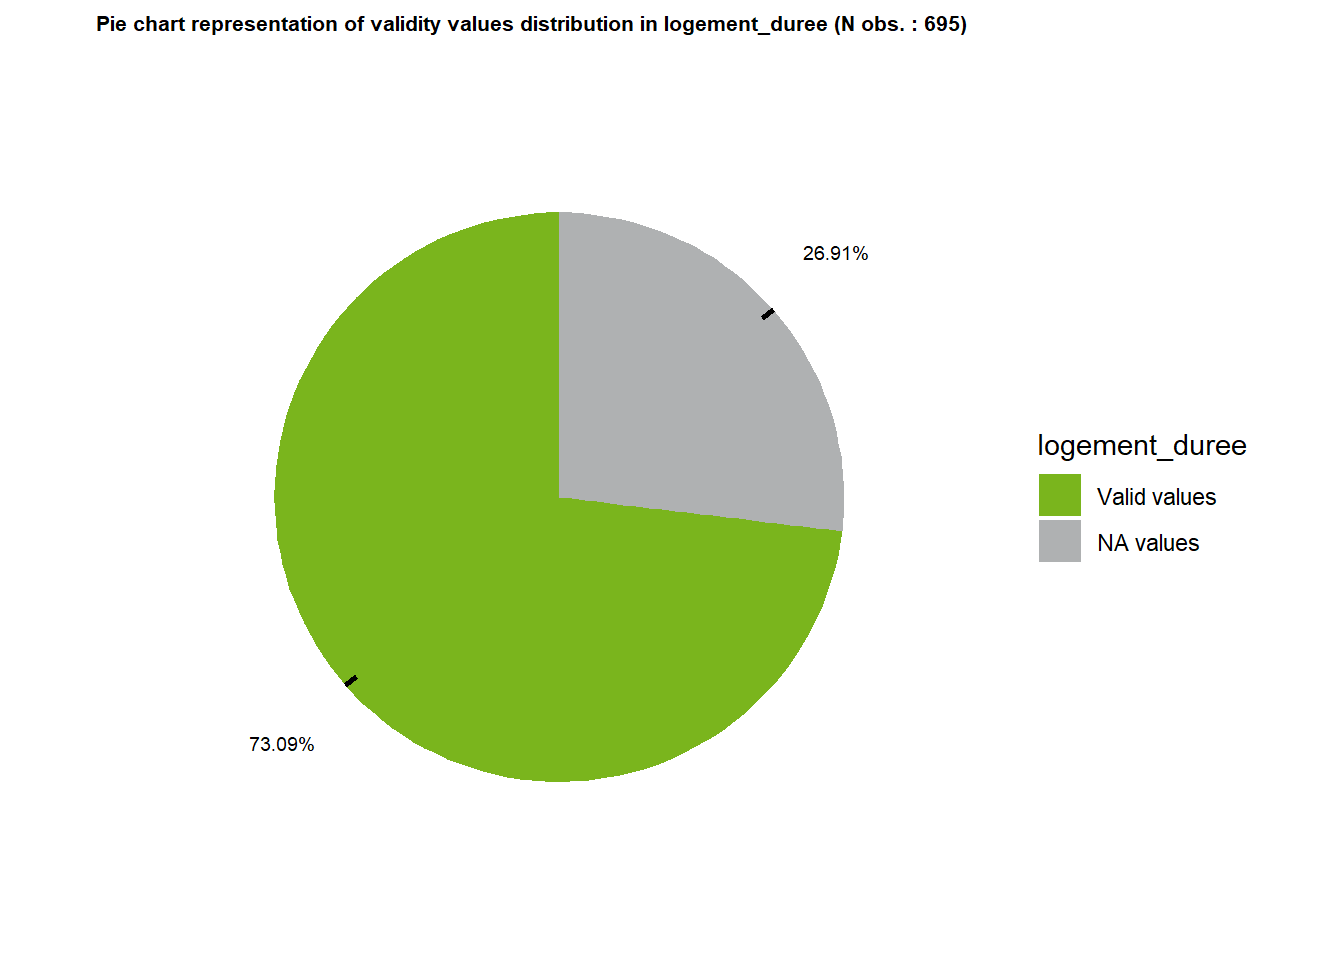 Pie chart representation of validity values distribution in logement_duree (N obs. : 695)
26.91%
logement_duree
Valid values
NA values
73.09%